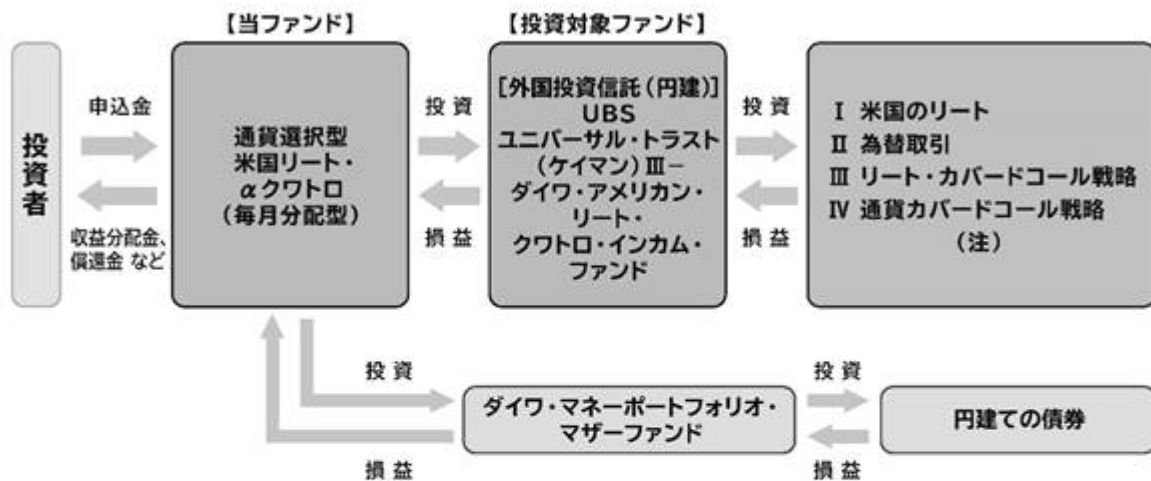 【当ファンド】
【投資対象ファンド】
投資者
申込金
収益分配金、
償還金 など
通貨選択型
米国リート・
αクワトロ
(毎月分配型)
投 資
損 益
[外国投資信託(円建)]
UBS
ユニバーサル・トラスト
(ケイマン)Ⅲ-
ダイワ・アメリカン・
リート・
クワトロ・インカム・
ファンド
投 資
損 益
Ⅰ 米国のリート
Ⅱ 為替取引
Ⅲ リート・カバードコール戦略
Ⅳ 通貨カバードコール戦略
(注)
投 資
損 益
ダイワ・マネーポートフォリオ・
マザーファンド
投 資
損 益
円建ての債券